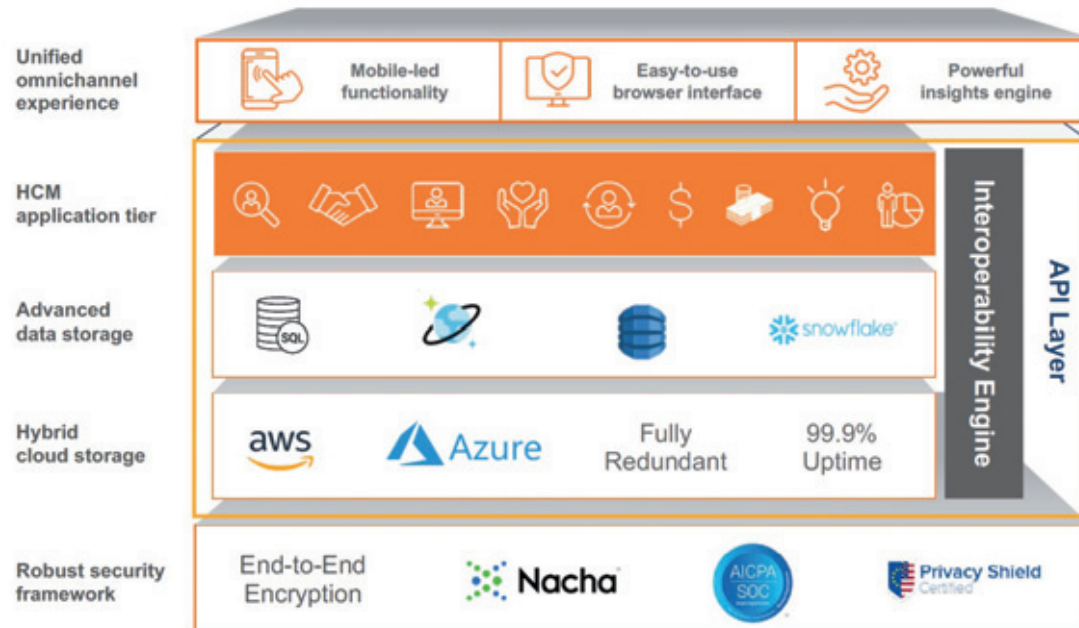 Unified
omnichannel
experience
Mobile-led
functionality
Easy-to-use
browser interface
Powerful
insights engine
HCM
application tier
$
Interoperability Engine
API Layer
Advanced
data storage
SQL
snowflake
Hybrid
cloud storage
aws
Azure
Fully
Redundant
99.9%
Uptime
Robust security
framework
End-to-End
Encryption
Nacha
AICPA
SOC
Privacy Shield
Certified